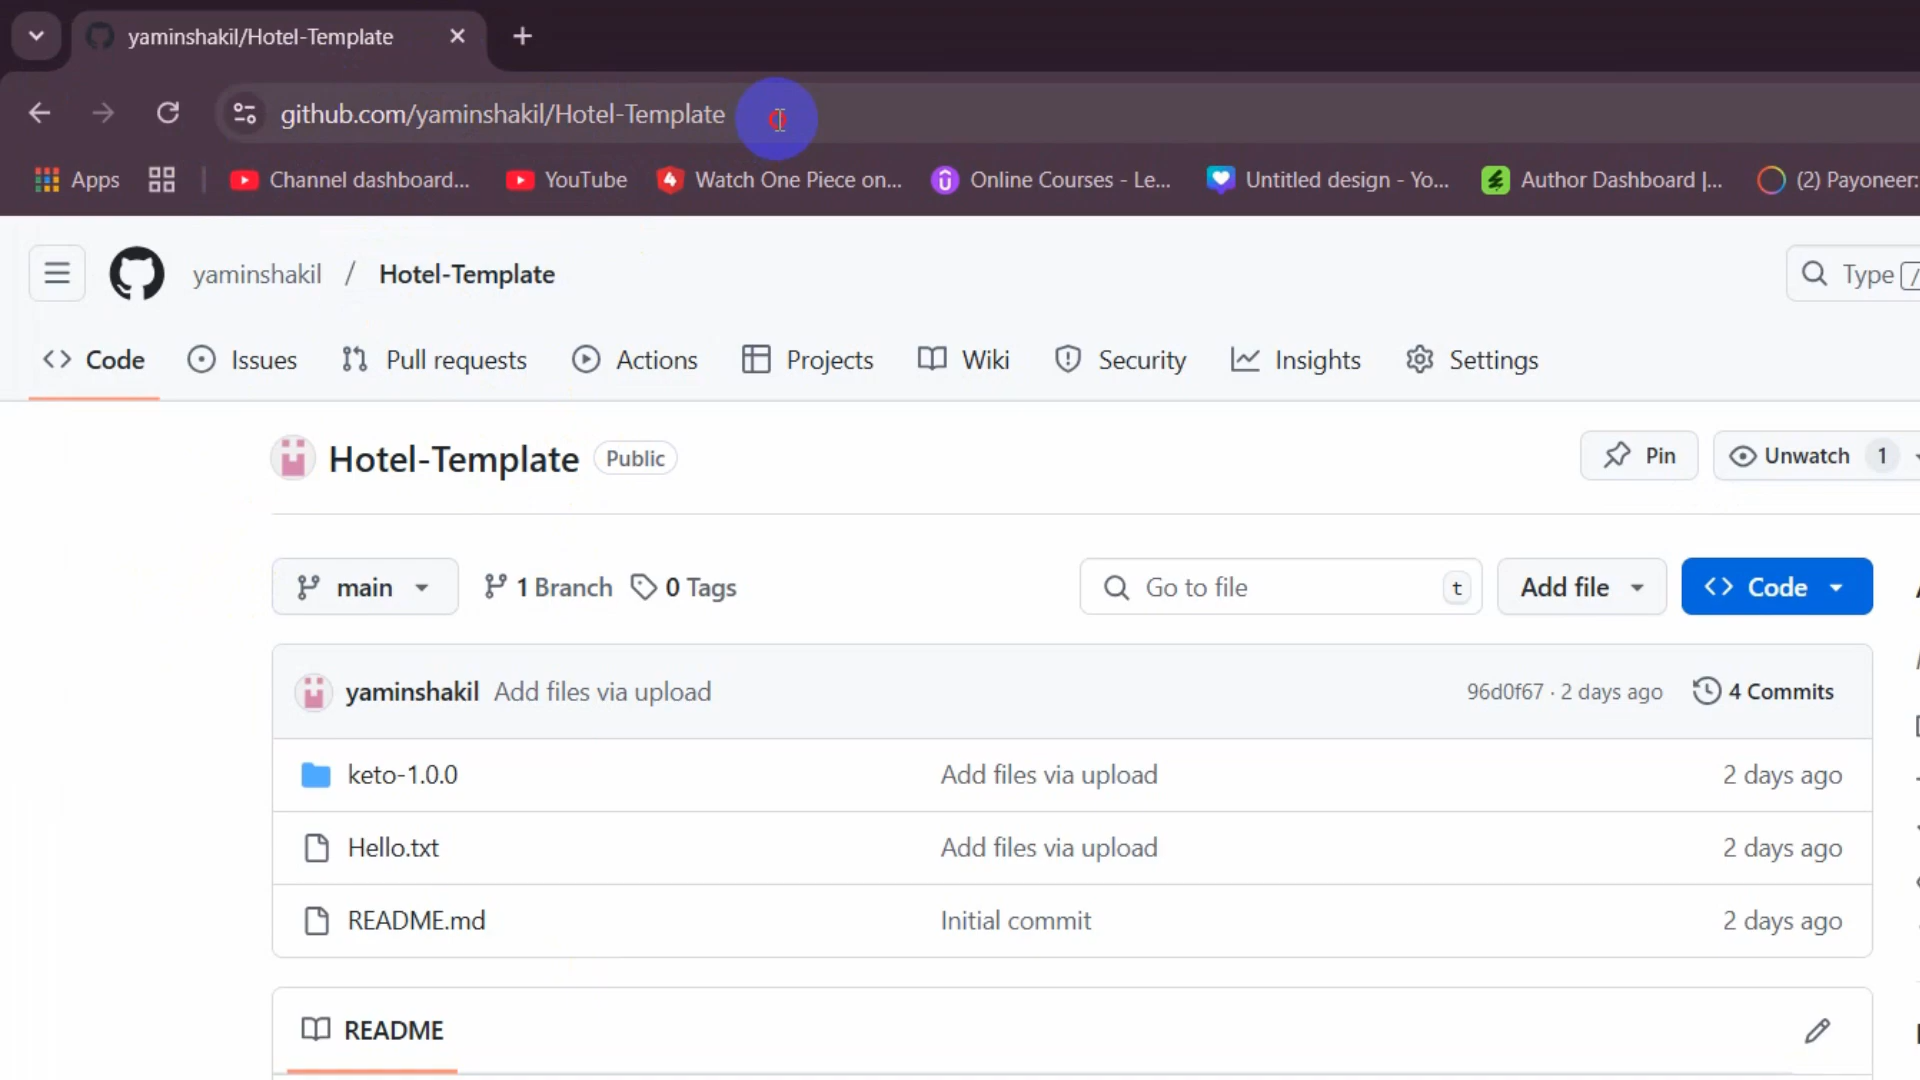 yaminshakil/Hotel-Template
github.com/yaminshakil/Hotel-Template
Apps Channel dashboard... YouTube Watch One Piece on... Online Courses - Le... Untitled design - Yo... Author Dashboard |... (2) Payoneer:
yaminshakil / Hotel-Template Type /
Code Issues Pull requests Actions Projects Wiki Security Insights Settings
Hotel-Template Public Pin Unwatch 1
main 1 Branch 0 Tags Go to file t Add file Code
yaminshakil Add files via upload 96d0f67 · 2 days ago 4 Commits
keto-1.0.0 Add files via upload 2 days ago
Hello.txt Add files via upload 2 days ago
README.md Initial commit 2 days ago
README